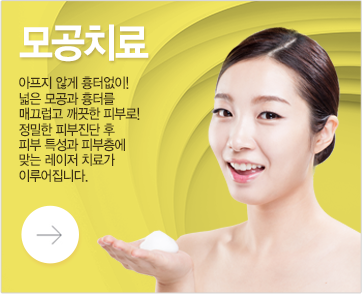 모공치료
아프지 않게 흉터없이!
넓은 모공과 흉터를
매끄럽고 깨끗한 피부로!
정밀한 피부진단 후
피부 특성과 피부층에
맞는 레이저 치료가
이루어집니다.